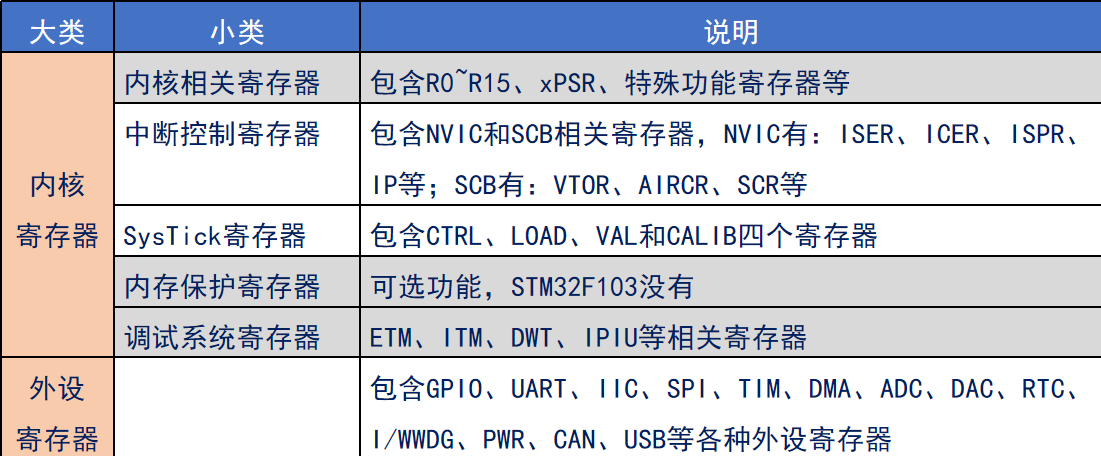 大类 小类 说明
内核
寄存器
内核相关寄存器 包含R0~R15、xPSR、特殊功能寄存器等
中断控制寄存器 包含NVIC和SCB相关寄存器，NVIC有：ISER、ICER、ISPR、
IP等；SCB有：VTOR、AIRCR、SCR等
SysTick寄存器 包含CTRL、LOAD、VAL和CALIB四个寄存器
内存保护寄存器 可选功能，STM32F103没有
调试系统寄存器 ETM、ITM、DWT、IPIU等相关寄存器
外设
寄存器
包含GPIO、UART、IIC、SPI、TIM、DMA、ADC、DAC、RTC、
I/WWDG、PWR、CAN、USB等各种外设寄存器